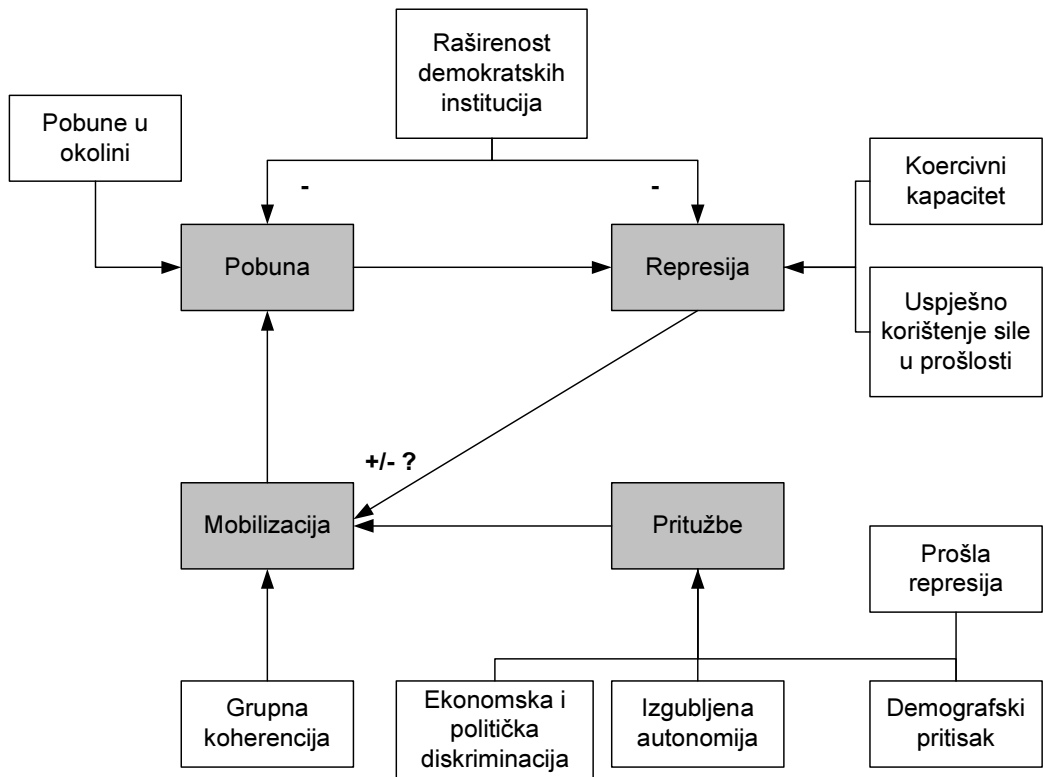 Raširenost
demokratskih
institucija
Pobune u
okolini
Koercivni
kapacitet
-
-
Pobuna
Represija
Uspješno
korištenje sile
u prošlosti
+/- ?
Mobilizacija
Pritužbe
Prošla
represija
Grupna
koherencija
Ekonomska i
politička
diskriminacija
Izgubljena
autonomija
Demografski
pritisak